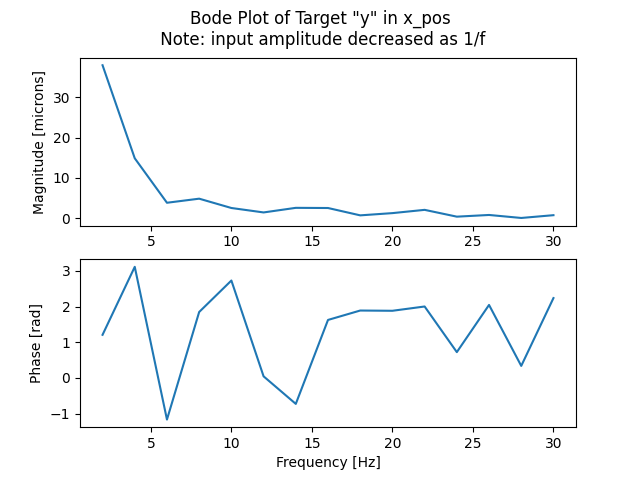 Bode Plot of Target "y" in x_pos
Note: input amplitude decreased as 1/f
Magnitude [microns]
30
20
10
0
5 10 15 20 25 30
Phase [rad]
3
2
1
0
−1
5 10 15 20 25 30
Frequency [Hz]